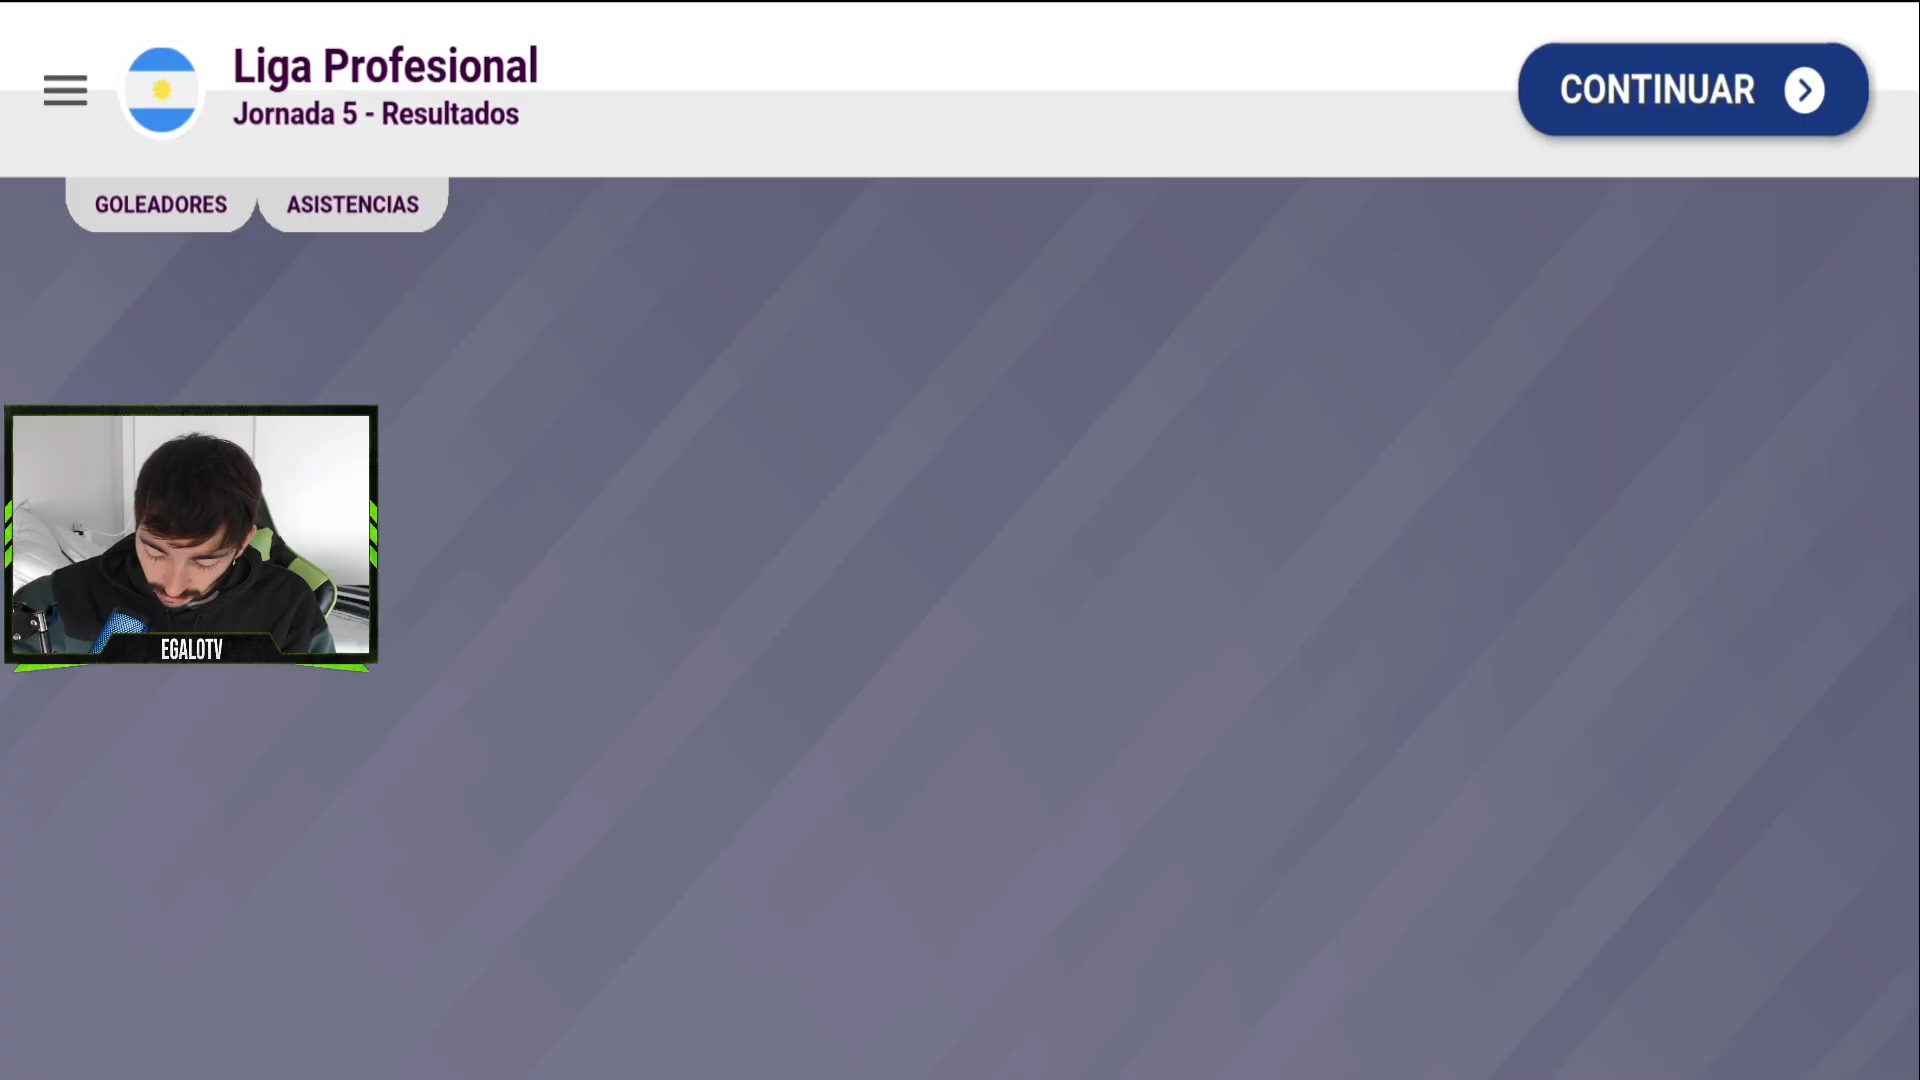 Liga Profesional
Jornada 5 - Resultados
CONTINUAR
GOLEADORES
ASISTENCIAS
EGALOTV